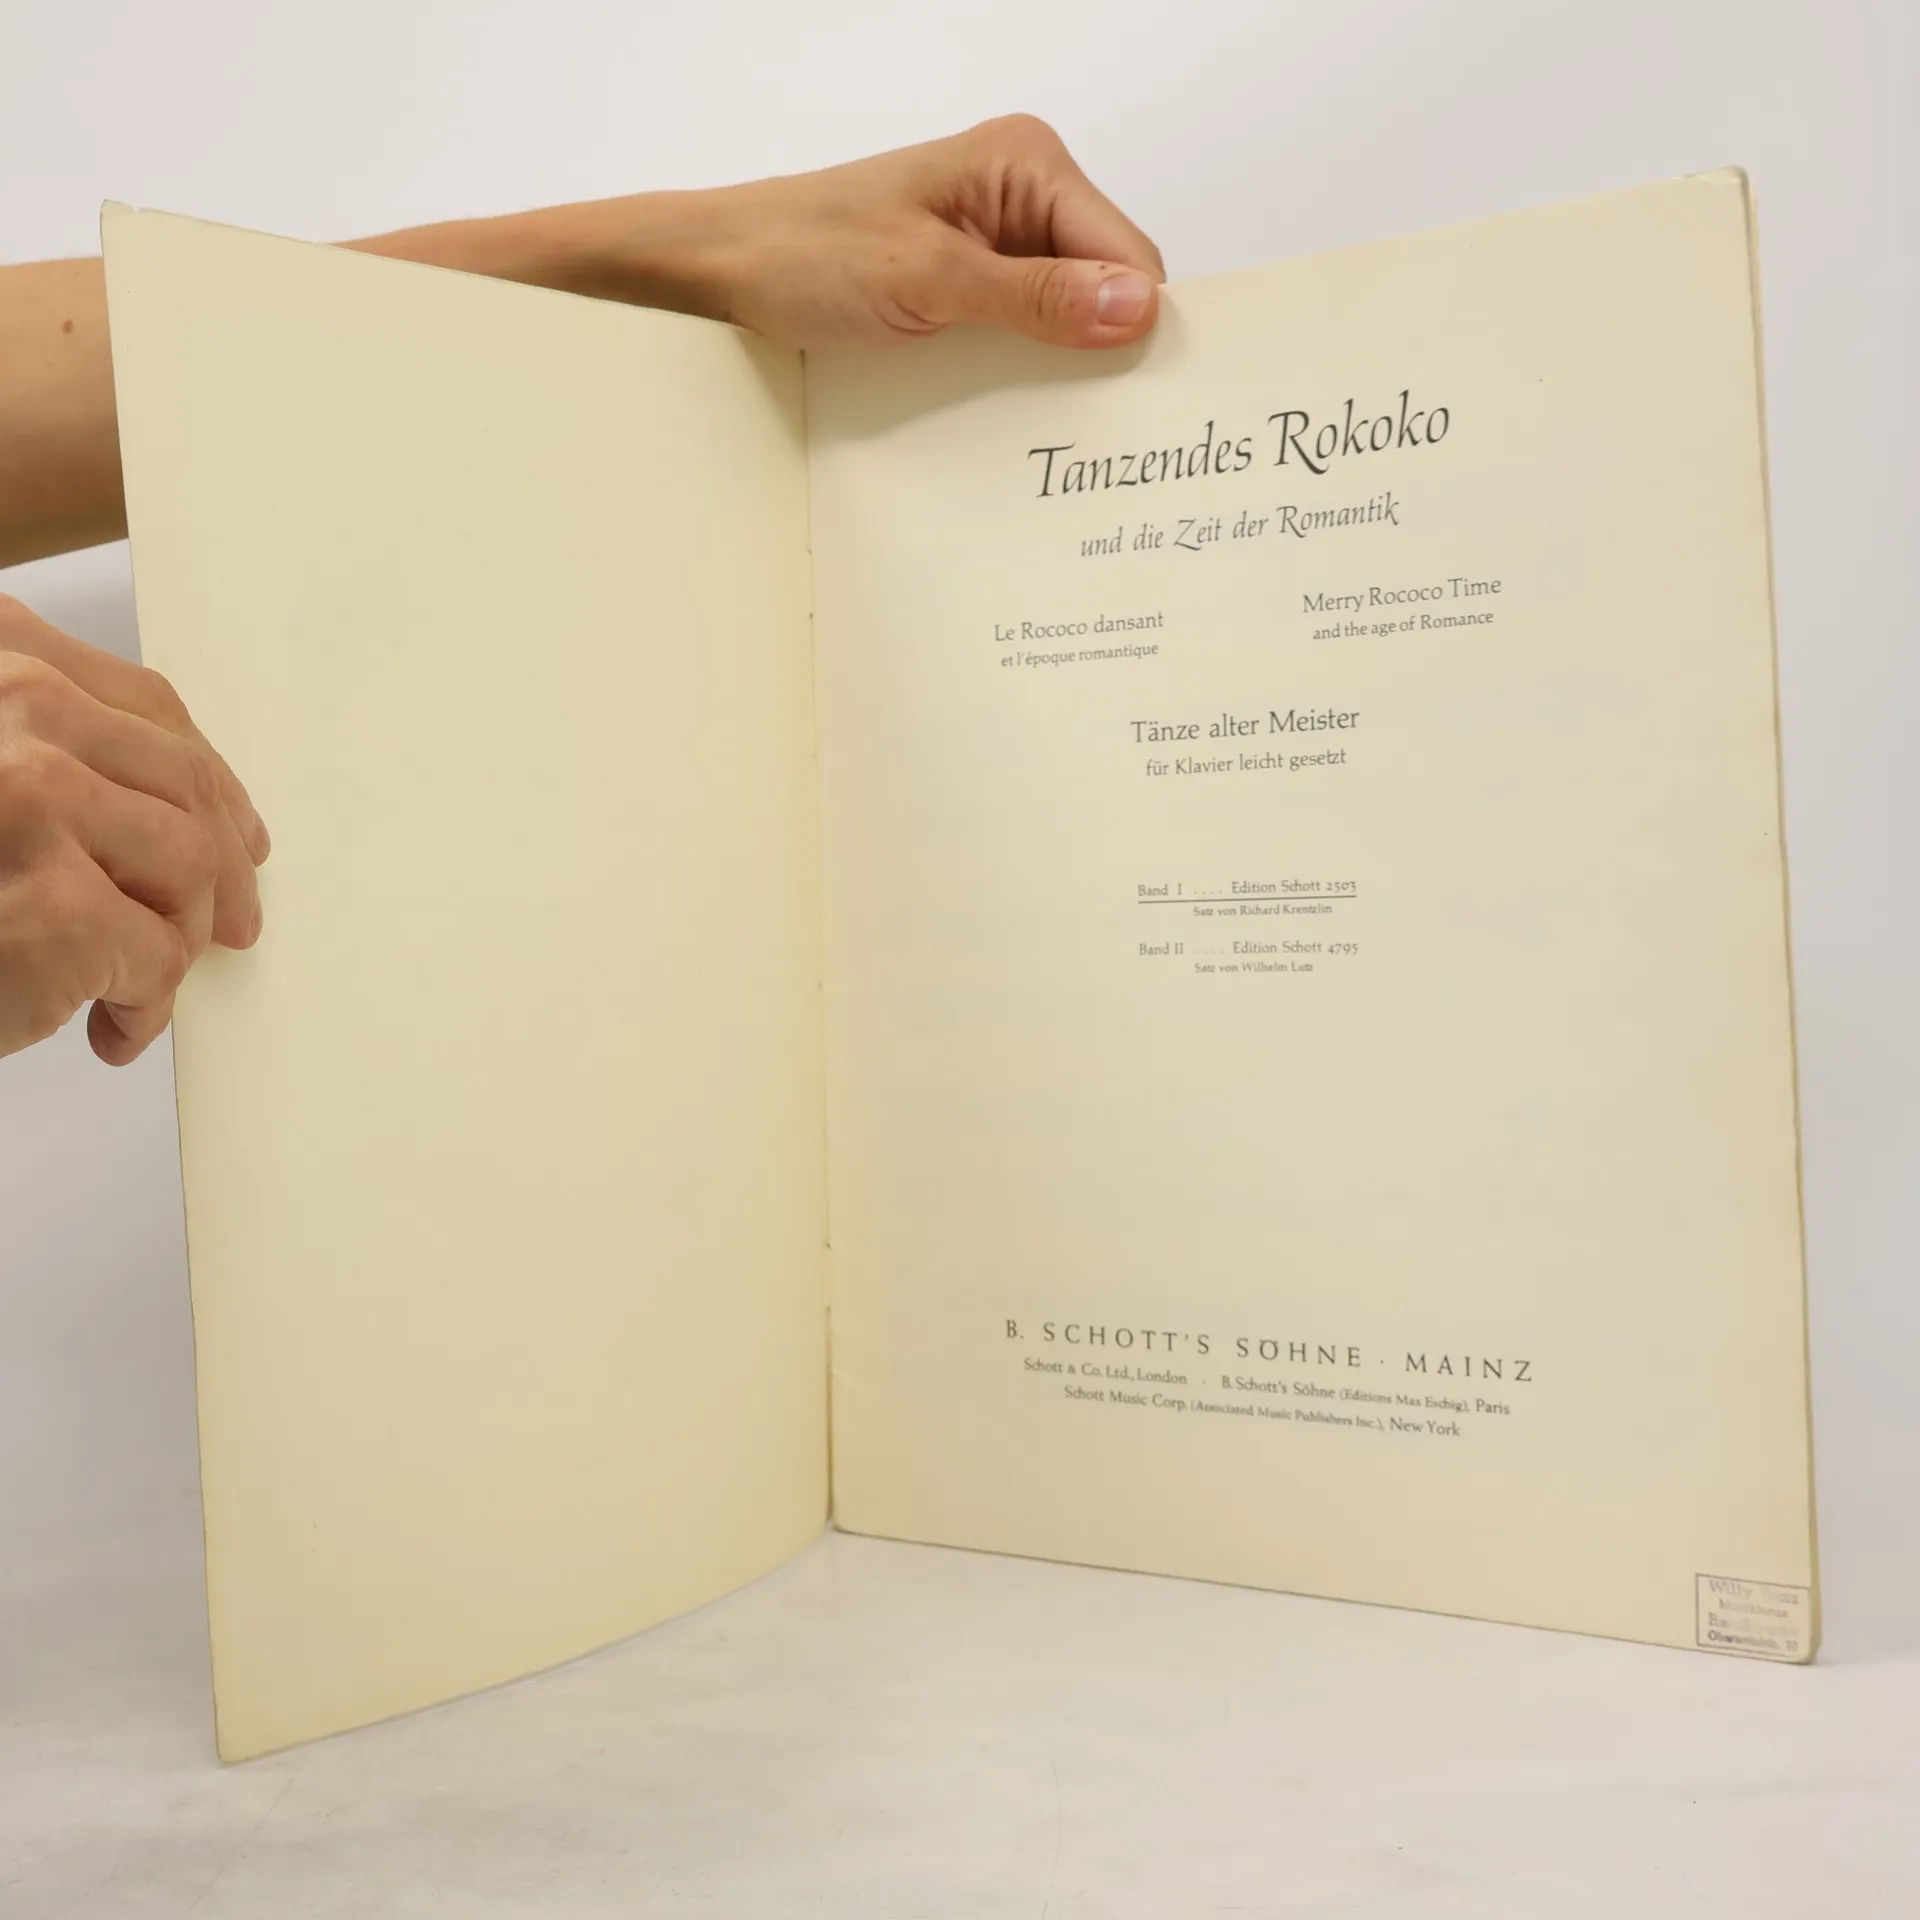 Tanzendes Rokoko
und die Zeit der Romantik
Le Rococo dansant
et l'époque romantique
Merry Rococo Time
and the age of Romance
Tänze alter Meister
für Klavier leicht gesetzt
Band I .... Edition Schott 2503
Satz von Richard Krentzlin
Band II .... Edition Schott 4795
Satz von Wilhelm Lutz
B. SCHOTT'S SÖHNE · MAINZ
Schott & Co. Ltd., London · B. Schott's Söhne (Editions Max Eschig), Paris
Schott Music Corp. (Associated Music Publishers Inc.), New York
Willy
Musikhaus